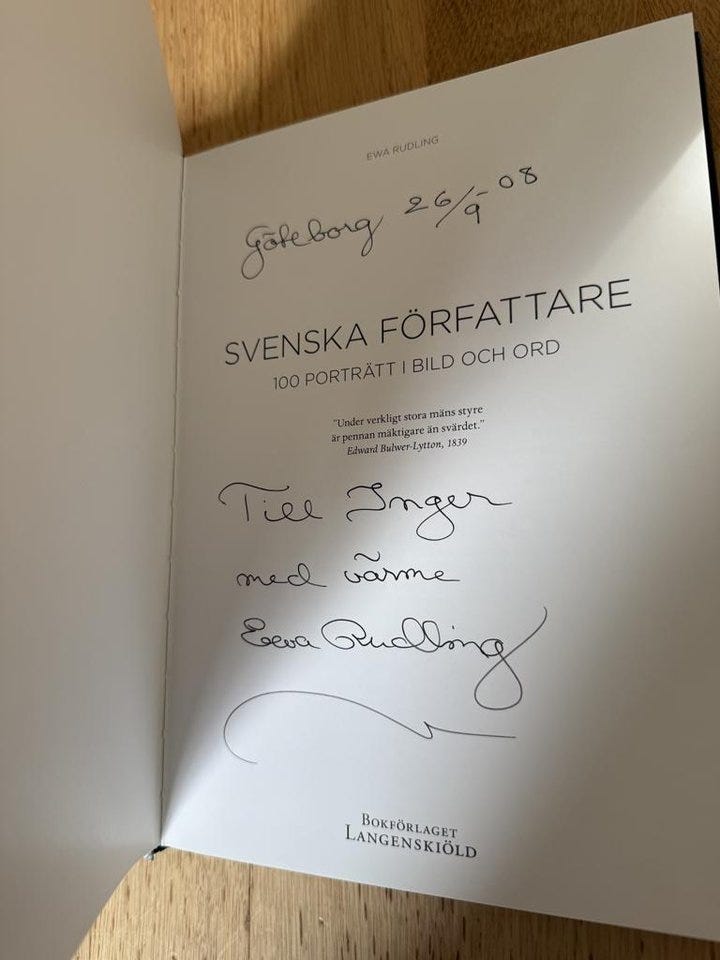 EWA RUDLING
Göteborg 26/9-08
SVENSKA FÖRFATTARE
100 PORTRÄTT I BILD OCH ORD
"Under verkligt stora mäns styre
är pennan mäktigare än svärdet."
Edward Bulwer-Lytton, 1839
Till Inger
med värme
Ewa Rudling
BOKFÖRLAGET
LANGENSKIÖLD